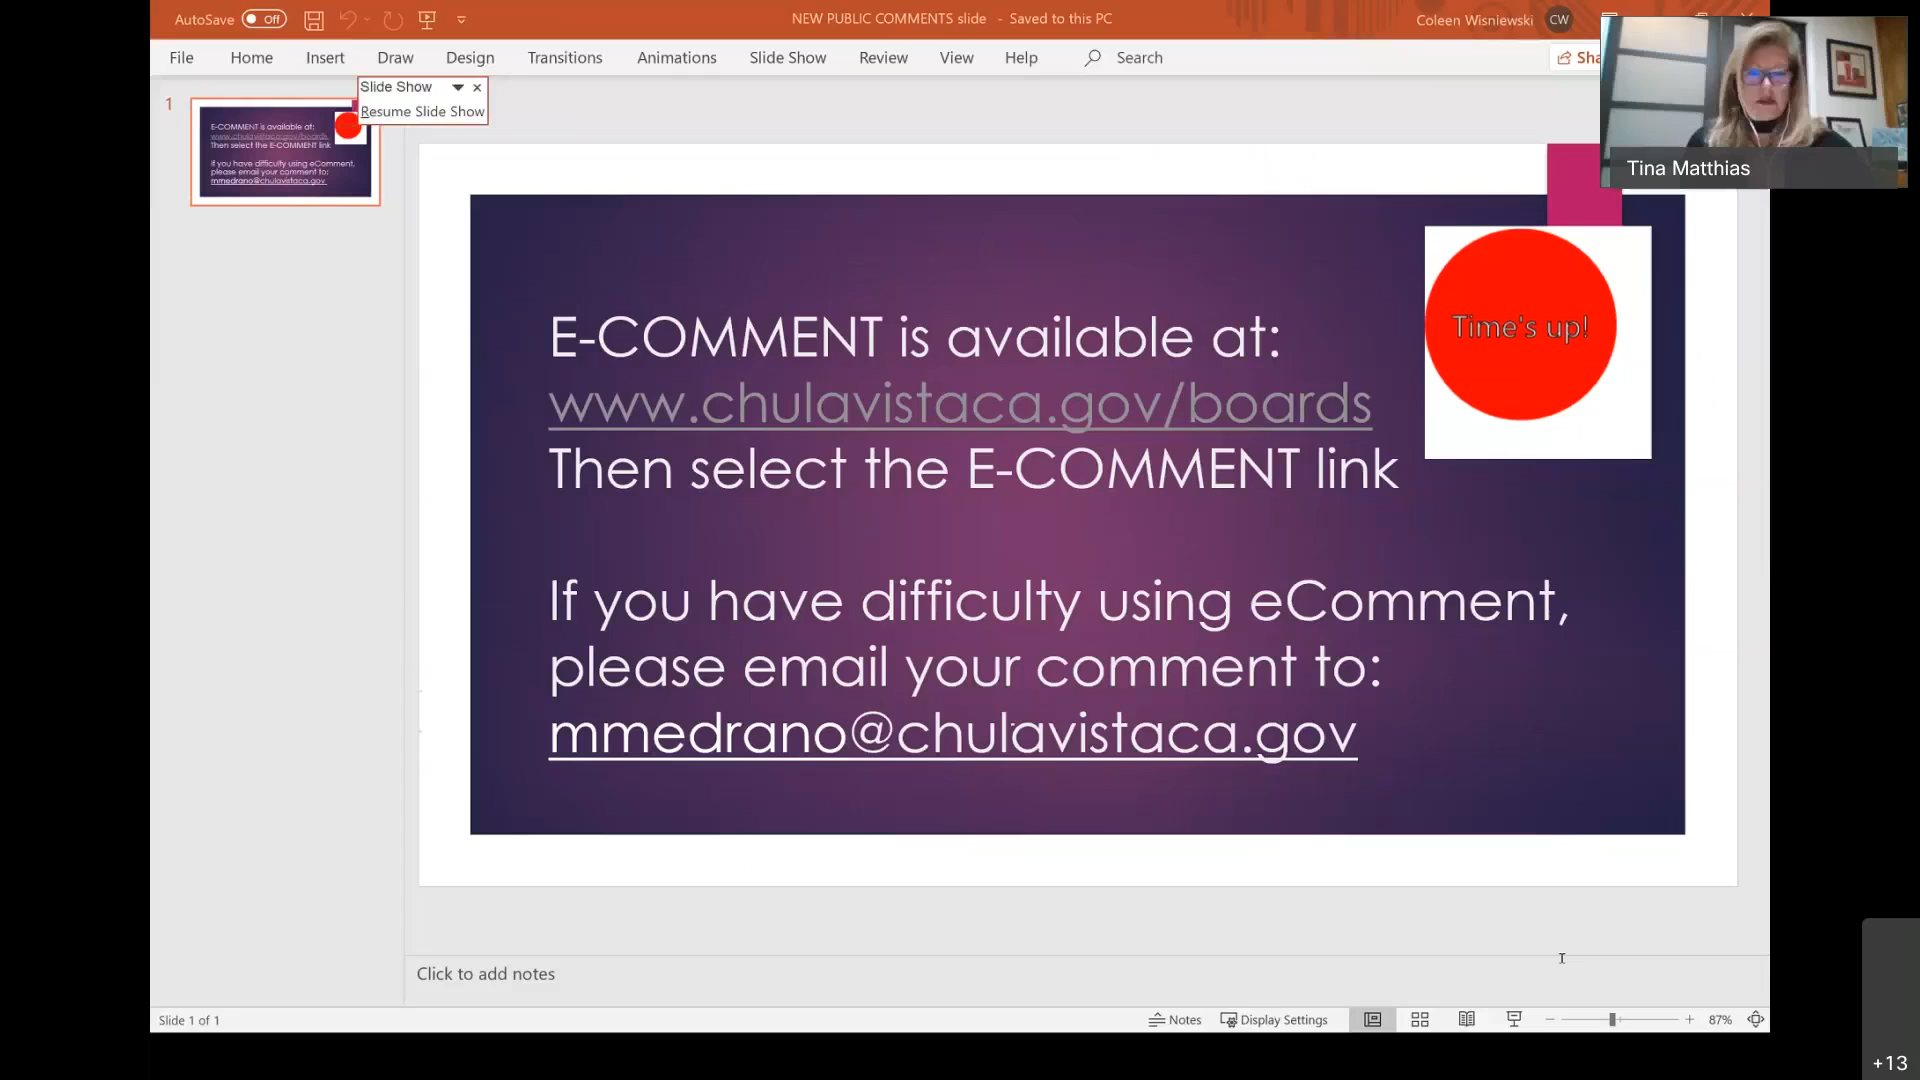 AutoSave Off
NEW PUBLIC COMMENTS slide - Saved to this PC
Coleen Wisniewski CW
File Home Insert Draw Design Transitions Animations Slide Show Review View Help Search
Sha
Slide Show
Resume Slide Show
Tina Matthias
1
E-COMMENT is available at:
www.chulavistaca.gov/boards
Then select the E-COMMENT link
If you have difficulty using eComment,
please email your comment to:
mmedrano@chulavistaca.gov
E-COMMENT is available at:
www.chulavistaca.gov/boards
Then select the E-COMMENT link
If you have difficulty using eComment,
please email your comment to:
mmedrano@chulavistaca.gov
Time's up!
Click to add notes
Slide 1 of 1
Notes Display Settings
87%
+13